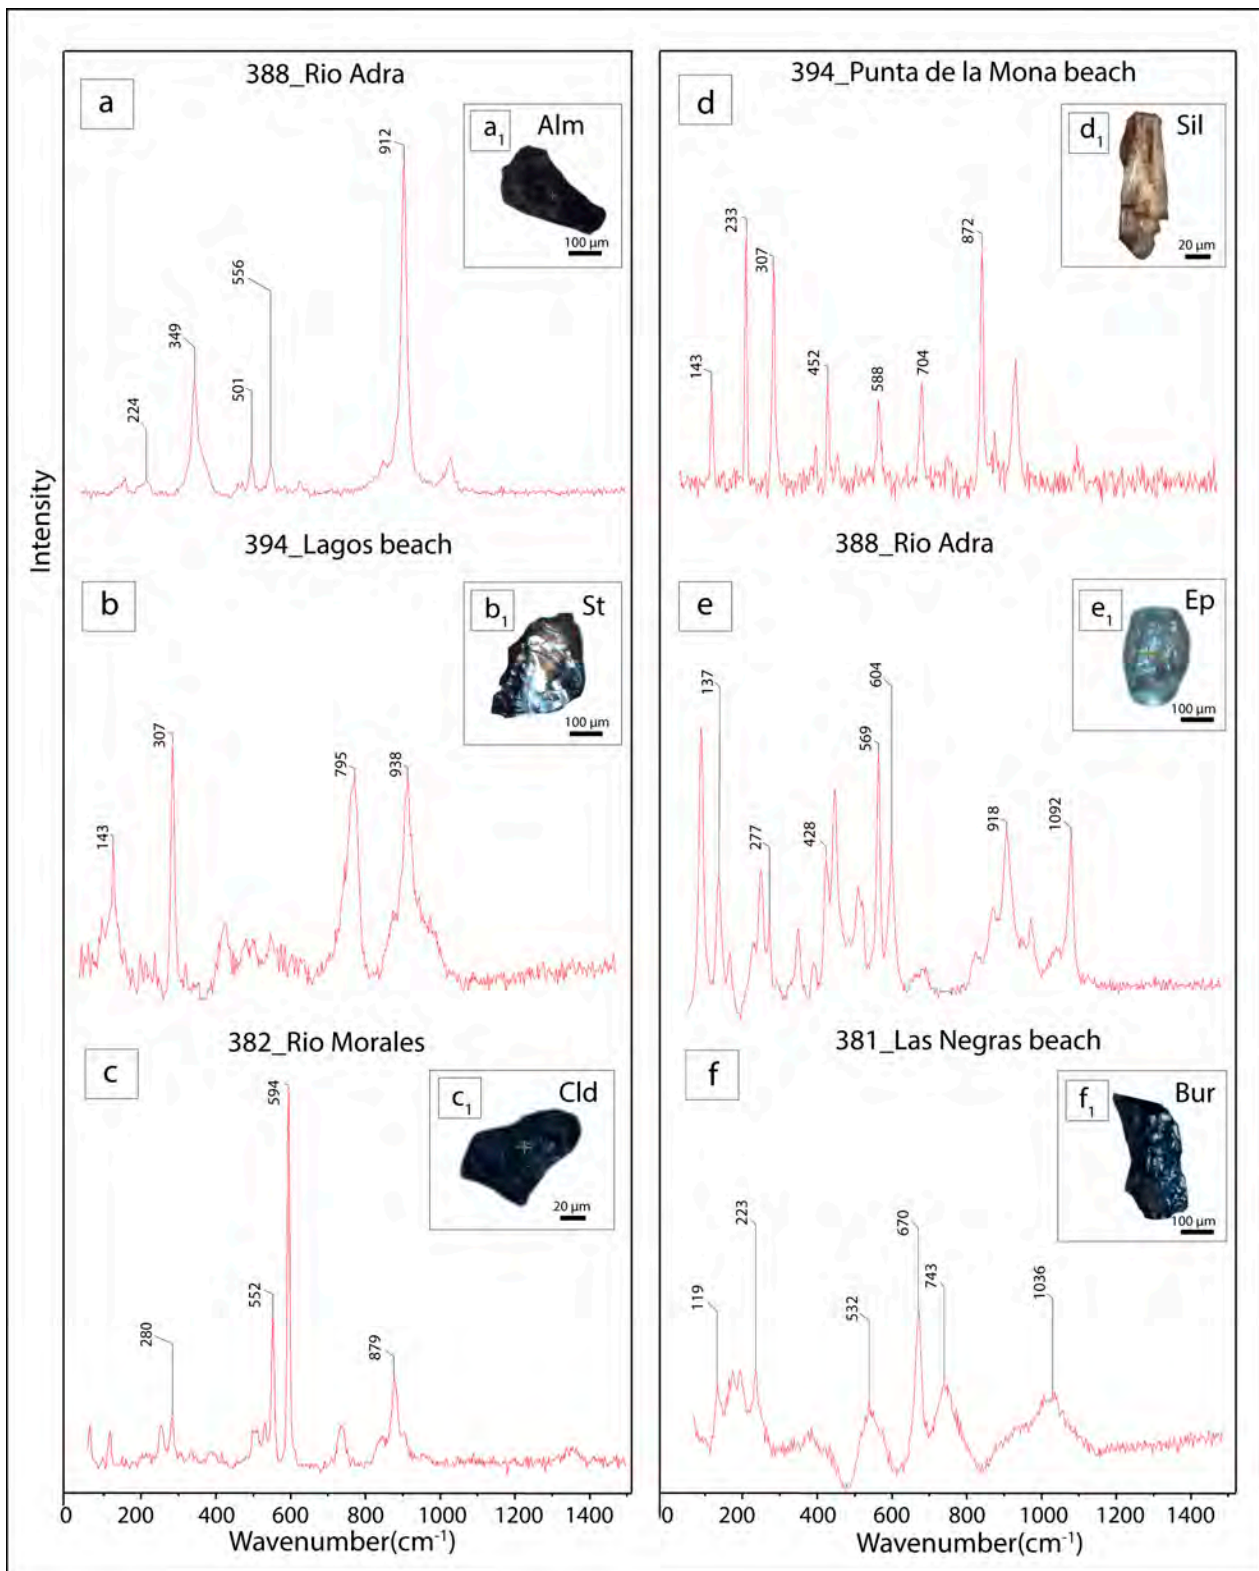 388_Rio Adra
a
a1 Alm
100 µm
912
556
349
501
224
394_Lagos beach
b
b1 St
100 µm
307
795
938
143
382_Rio Morales
c
c1 Cld
20 µm
594
552
280
879
0 200 400 600 800 1000 1200 1400
Wavenumber(cm-1)
Intensity
394_Punta de la Mona beach
d
d1 Sil
20 µm
233
307
872
143
452
588
704
388_Rio Adra
e
e1 Ep
100 µm
137
604
569
277
428
918
1092
381_Las Negras beach
f
f1 Bur
100 µm
223
670
119
532
743
1036
0 200 400 600 800 1000 1200 1400
Wavenumber(cm-1)